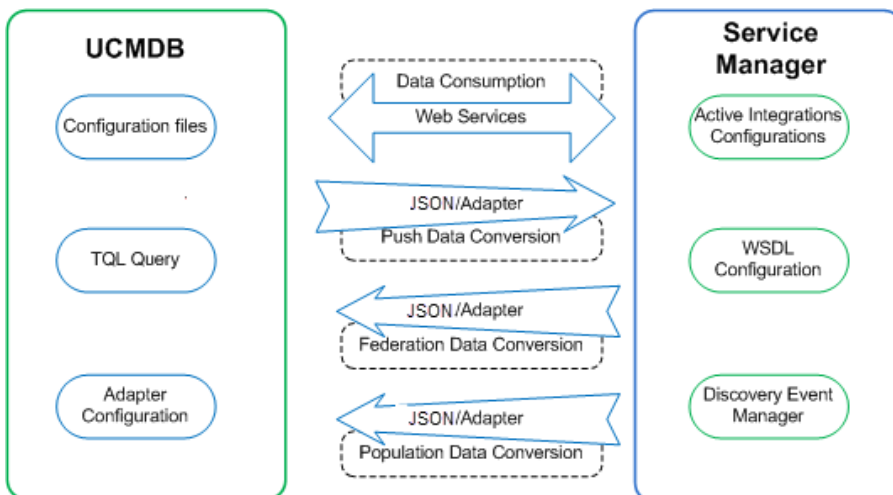 UCMDB
Configuration files
TQL Query
Adapter
Configuration
Data Consumption
Web Services
JSON/Adapter
Push Data Conversion
JSON/Adapter
Federation Data Conversion
JSON/Adapter
Population Data Conversion
Service
Manager
Active Integrations
Configurations
WSDL
Configuration
Discovery Event
Manager